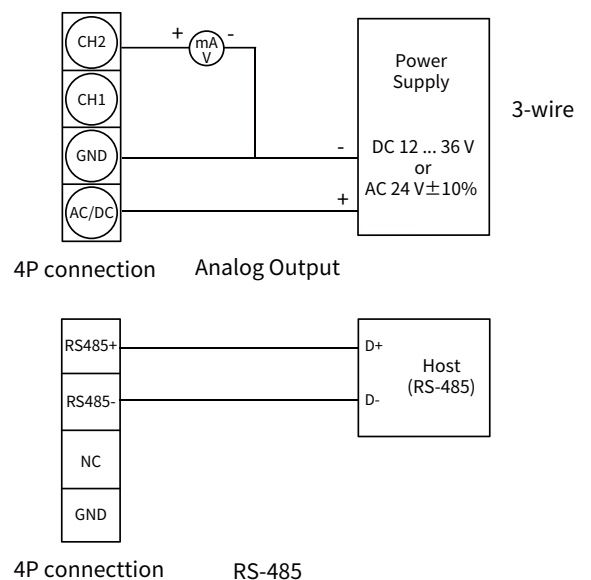 CH2
+
mA
V
-
CH1
GND
AC/DC
-
+
Power
Supply
DC 12 ... 36 V
or
AC 24 V±10%
3-wire
4P connection
Analog Output
RS485+
RS485-
NC
GND
D+
D-
Host
(RS-485)
4P connecttion
RS-485